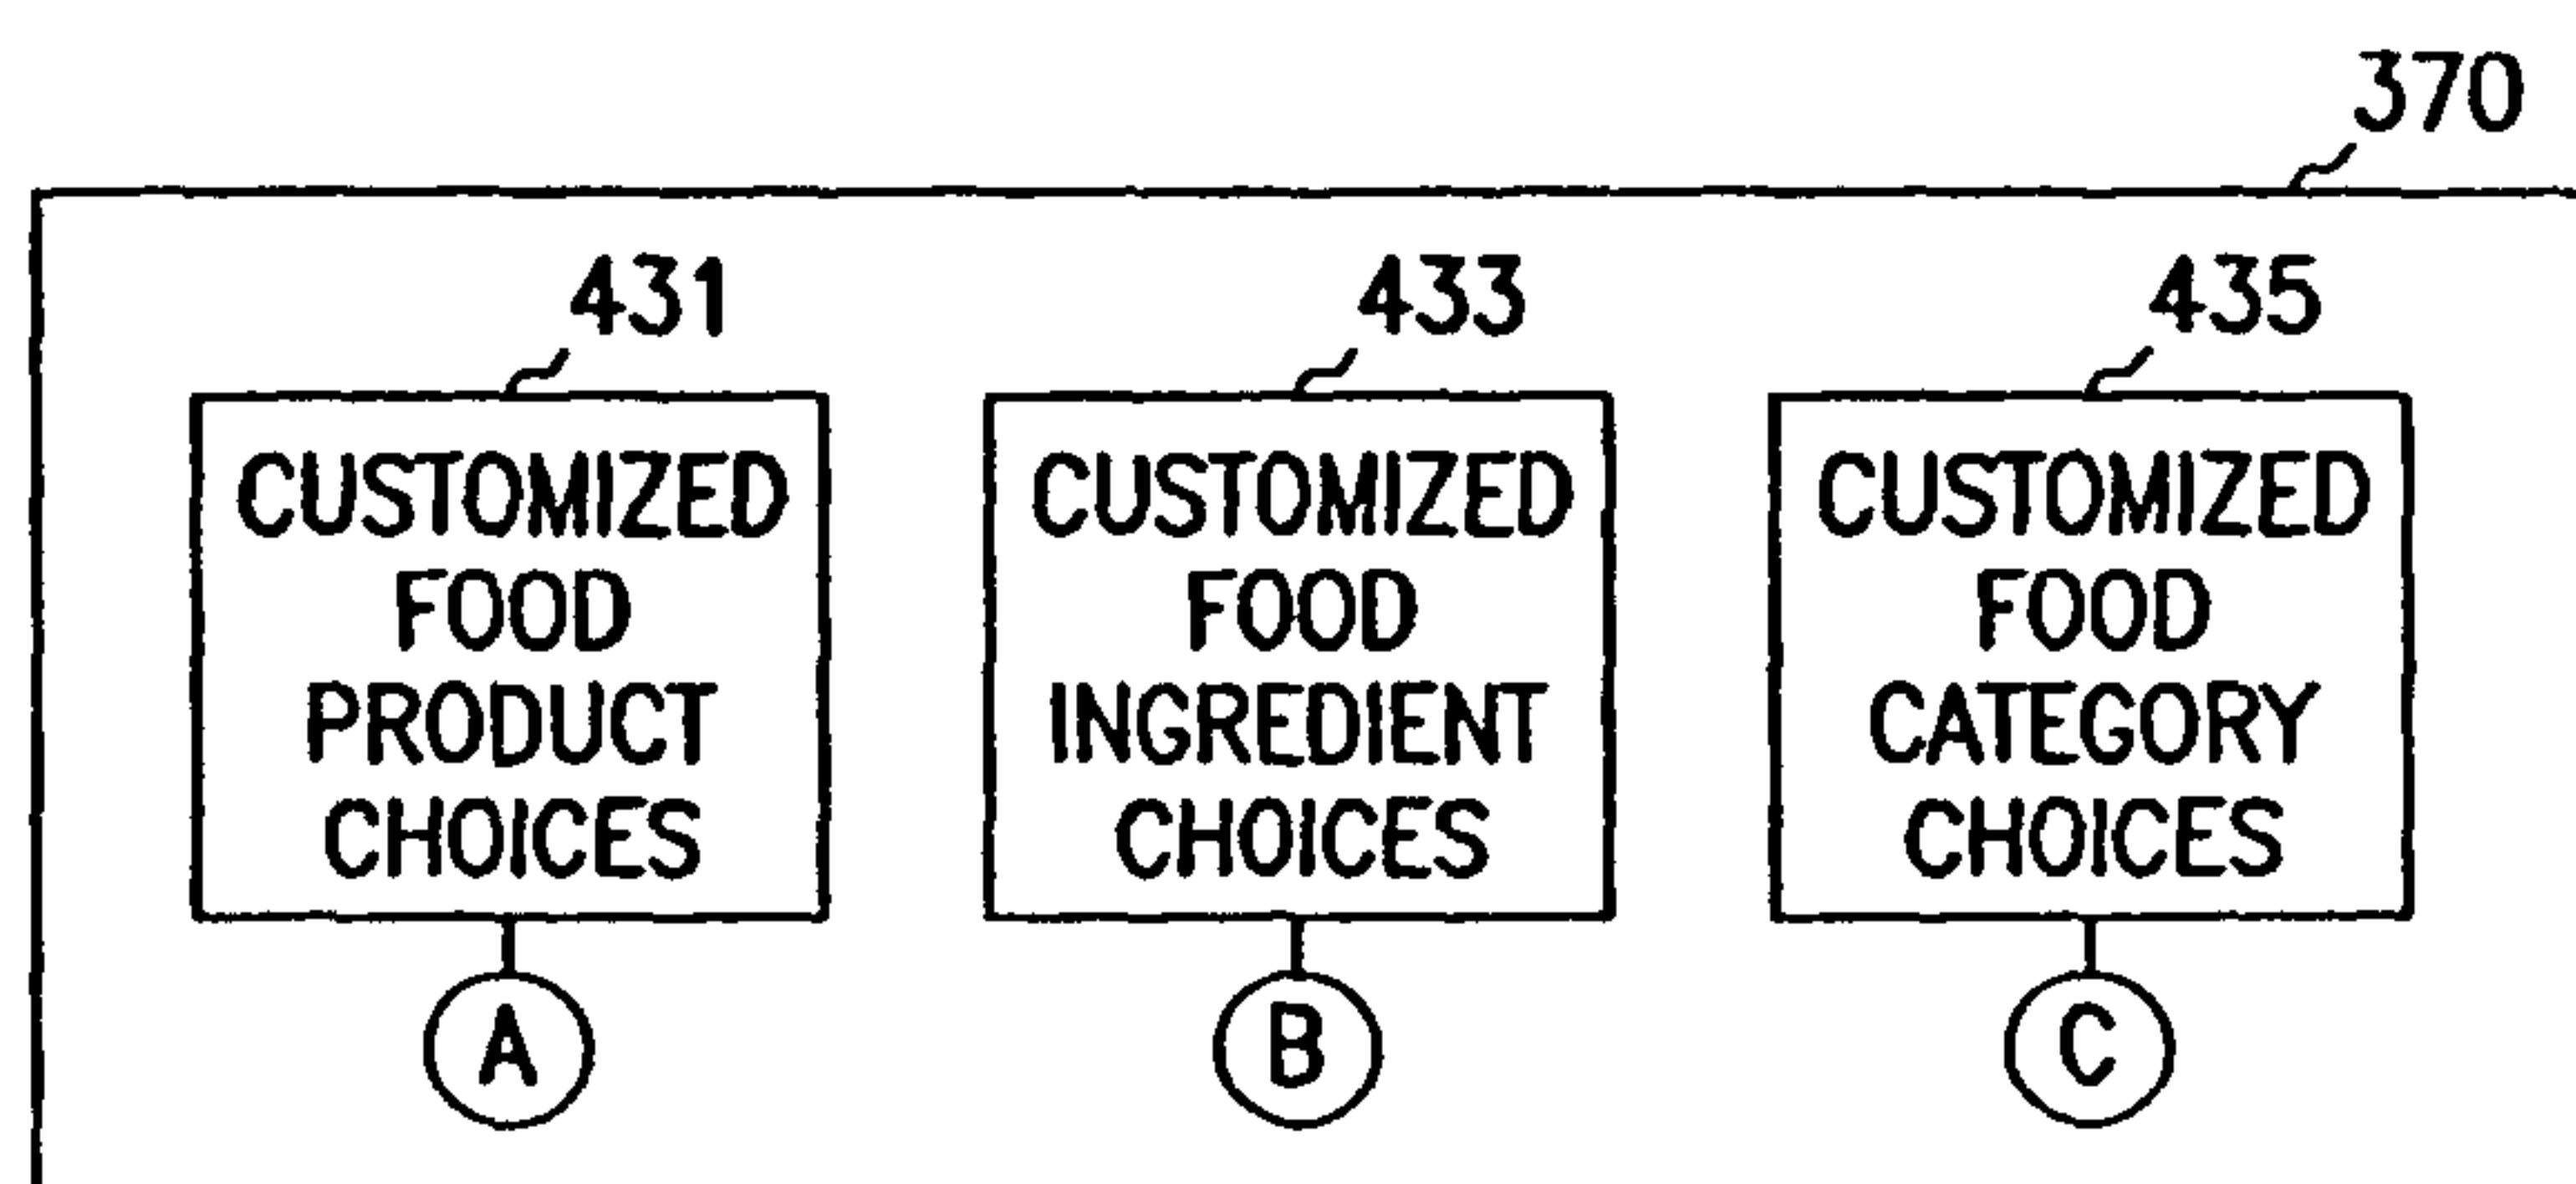 370
431
433
435
CUSTOMIZED
FOOD
PRODUCT
CHOICES
CUSTOMIZED
FOOD
INGREDIENT
CHOICES
CUSTOMIZED
FOOD
CATEGORY
CHOICES
A
B
C